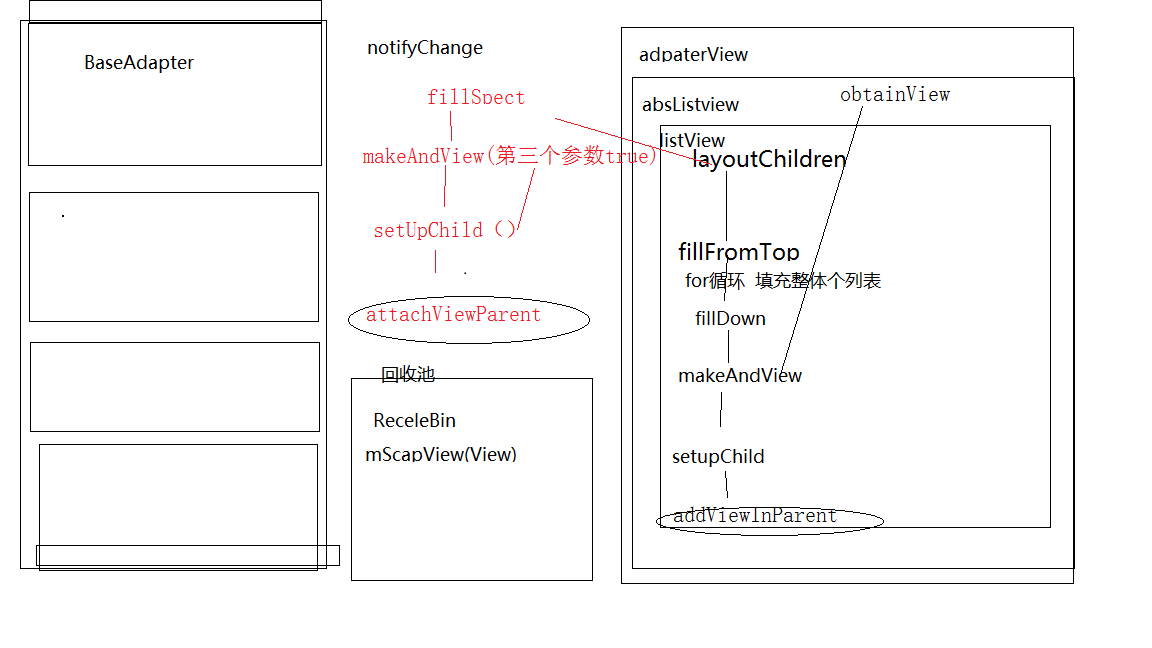 BaseAdapter
notifyChange
fillSpect
makeAndView(第三个参数true)
setUpChild（）
attachViewParent
回收池
ReceleBin
mScapView(View)
adpaterView
absListview
obtainView
listView
layoutChildren
fillFromTop
for循环 填充整体个列表
fillDown
makeAndView
setupChild
addViewInParent